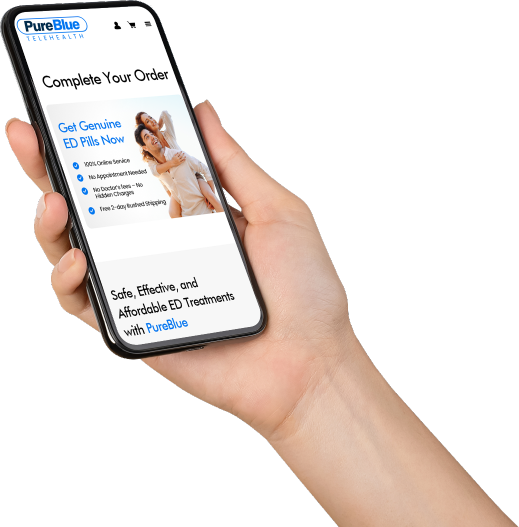 PureBlue
TELEHEALTH
Complete Your Order
Get Genuine
ED Pills Now
100% Online Service
No Appointment Needed
No Doctor's Fees – No
Hidden Charges
Free 2-day Rushed Shipping
Safe, Effective, and
Affordable ED Treatments
with PureBlue